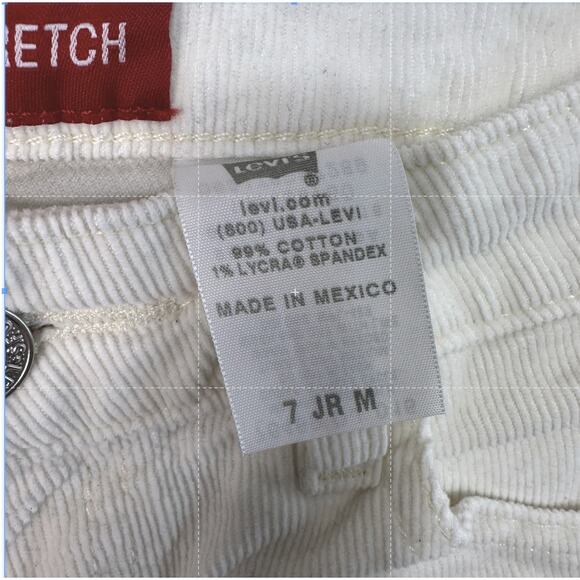 RETCH
Levi's
levi.com
(800) USA-LEVI
99% COTTON
1% LYCRA® SPANDEX
MADE IN MEXICO
7 JR M